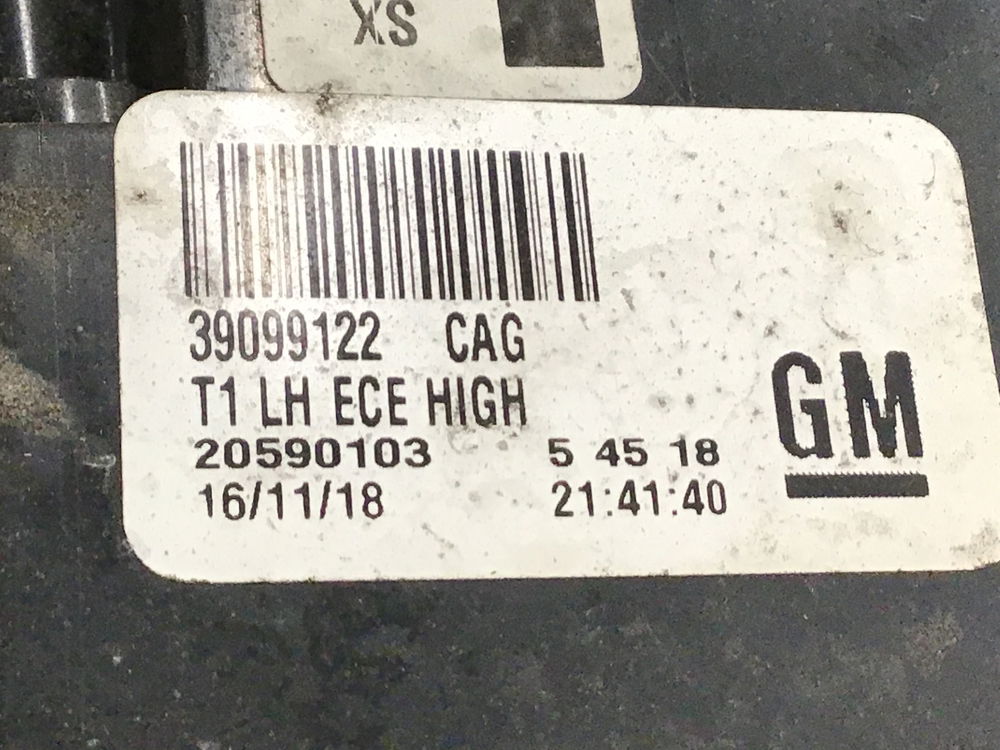 XS
39099122 CAG
T1 LH ECE HIGH
20590103 5 45 18
16/11/18 21:41:40
GM